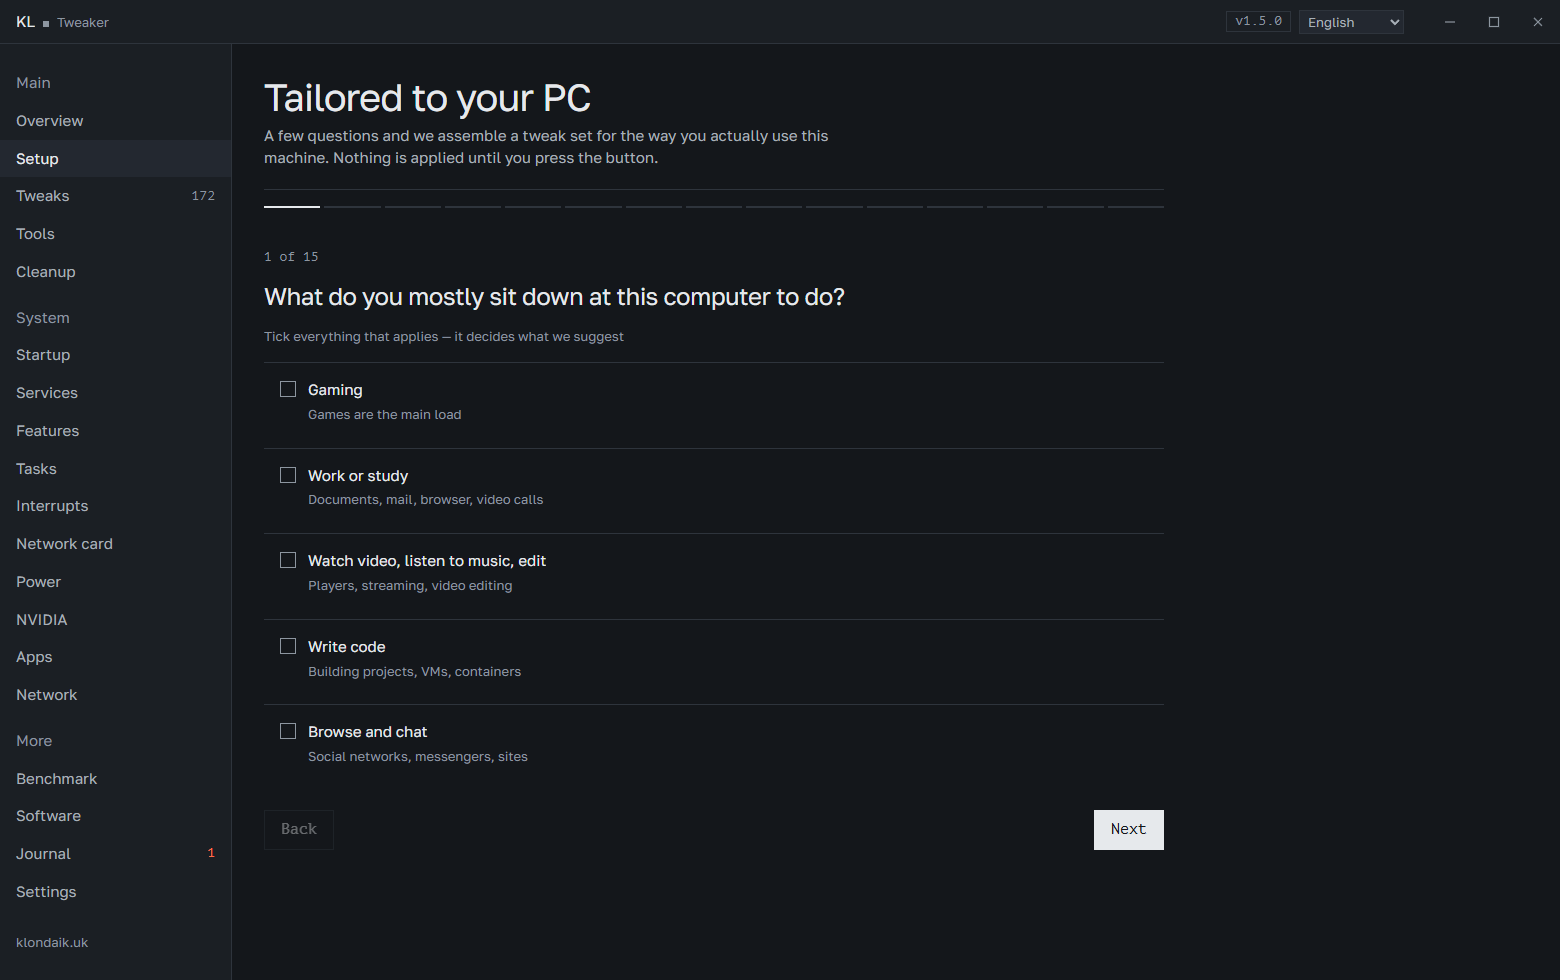 KL Tweaker
v1.5.0
English
Main
Overview
Setup
Tweaks 172
Tools
Cleanup
System
Startup
Services
Features
Tasks
Interrupts
Network card
Power
NVIDIA
Apps
Network
More
Benchmark
Software
Journal 1
Settings
klondaik.uk
Tailored to your PC
A few questions and we assemble a tweak set for the way you actually use this
machine. Nothing is applied until you press the button.
1 of 15
What do you mostly sit down at this computer to do?
Tick everything that applies — it decides what we suggest
Gaming
Games are the main load
Work or study
Documents, mail, browser, video calls
Watch video, listen to music, edit
Players, streaming, video editing
Write code
Building projects, VMs, containers
Browse and chat
Social networks, messengers, sites
Back
Next